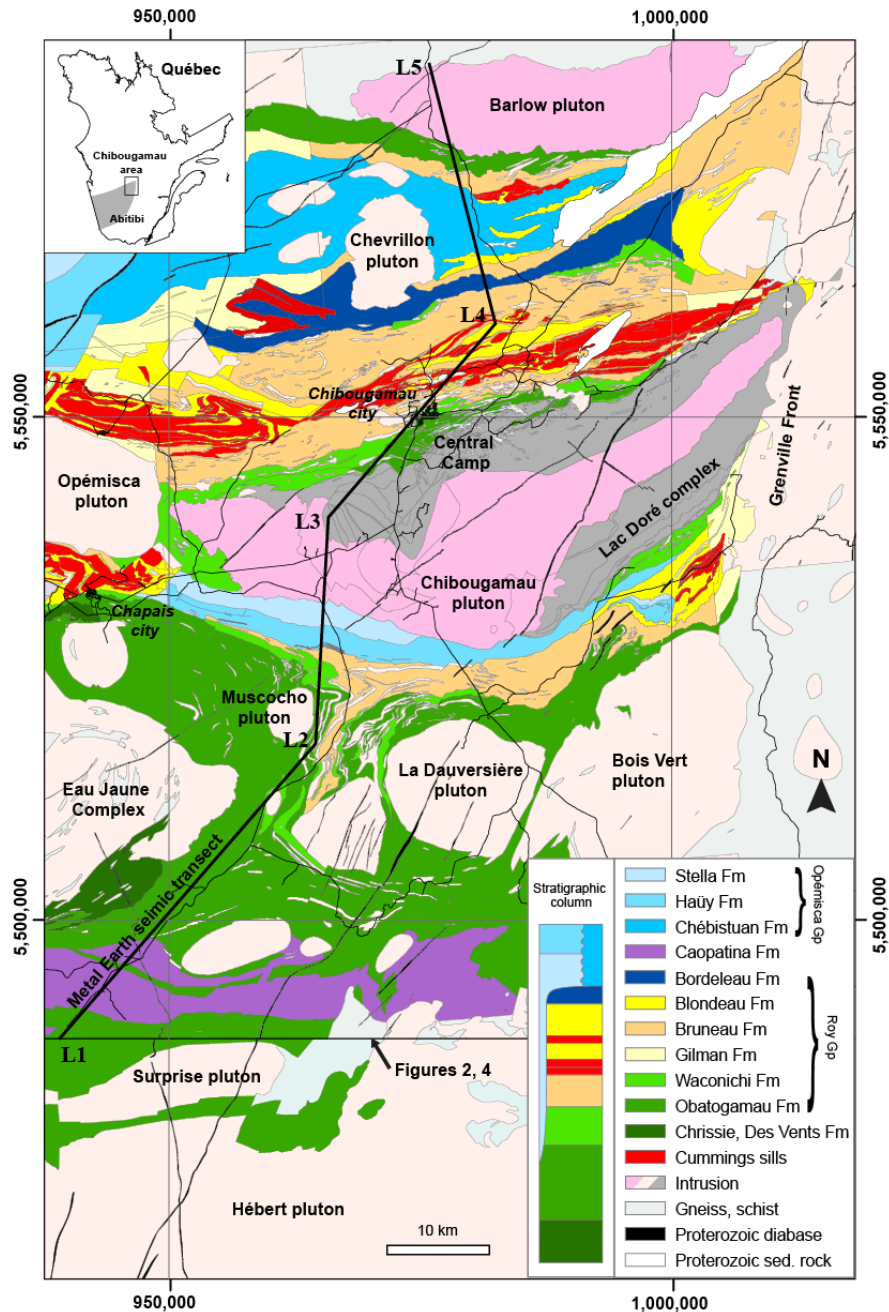 950,000
1,000,000
Québec
Chibougamau
area
Abitibi
L5
Barlow pluton
Chevrillon
pluton
L4
5,550,000
5,550,000
Chibougamau
city
Central
Camp
Grenville Front
Opémisca
pluton
L3
Lac Doré complex
Chibougamau
pluton
Chapais
city
Muscocho
pluton
L2
La Dauversière
pluton
Bois Vert
pluton
N
Eau Jaune
Complex
Metal Earth seimic transect
5,500,000
5,500,000
L1
Figures 2, 4
Surprise pluton
Hébert pluton
10 km
Stratigraphic
column
Stella Fm
Haüy Fm
Chébistuan Fm
Opémisca Gp
Caopatina Fm
Bordeleau Fm
Blondeau Fm
Bruneau Fm
Gilman Fm
Waconichi Fm
Obatogamau Fm
Roy Gp
Chrissie, Des Vents Fm
Cummings sills
Intrusion
Gneiss, schist
Proterozoic diabase
Proterozoic sed. rock
950,000
1,000,000